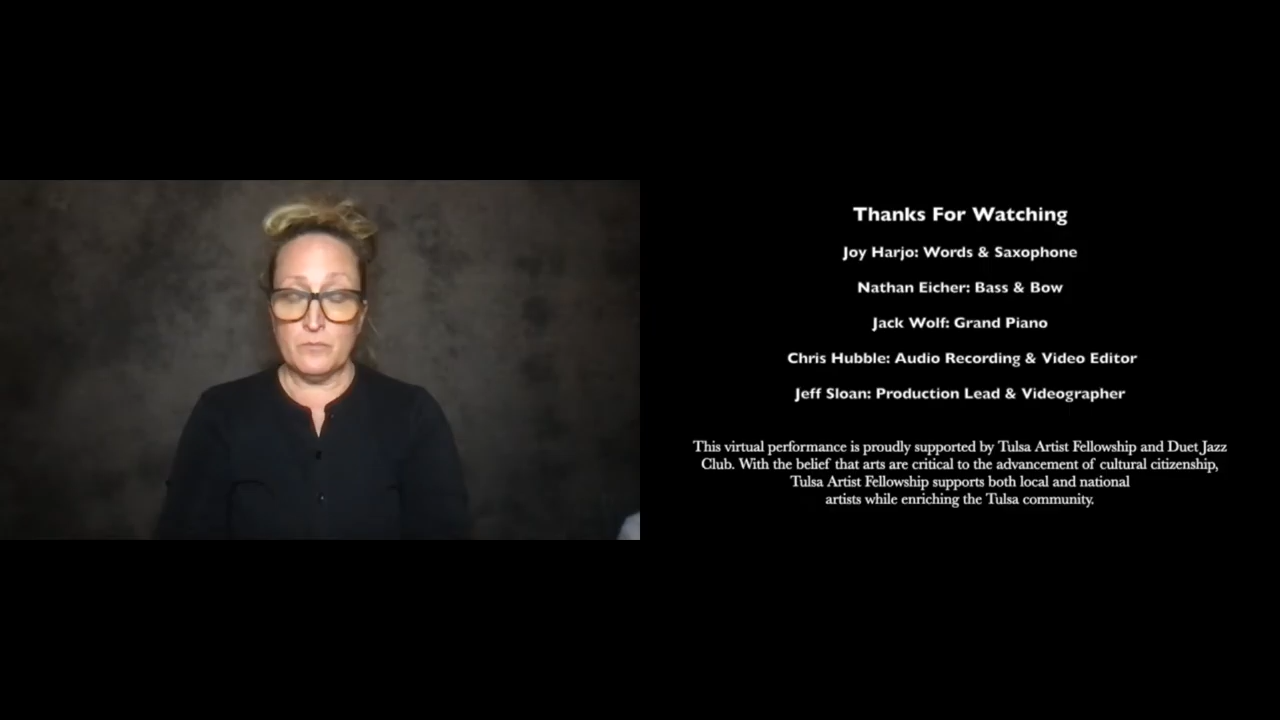 Thanks For Watching
Joy Harjo: Words & Saxophone
Nathan Eicher: Bass & Bow
Jack Wolf: Grand Piano
Chris Hubble: Audio Recording & Video Editor
Jeff Sloan: Production Lead & Videographer
This virtual performance is proudly supported by Tulsa Artist Fellowship and Duet Jazz
Club. With the belief that arts are critical to the advancement of cultural citizenship,
Tulsa Artist Fellowship supports both local and national
artists while enriching the Tulsa community.